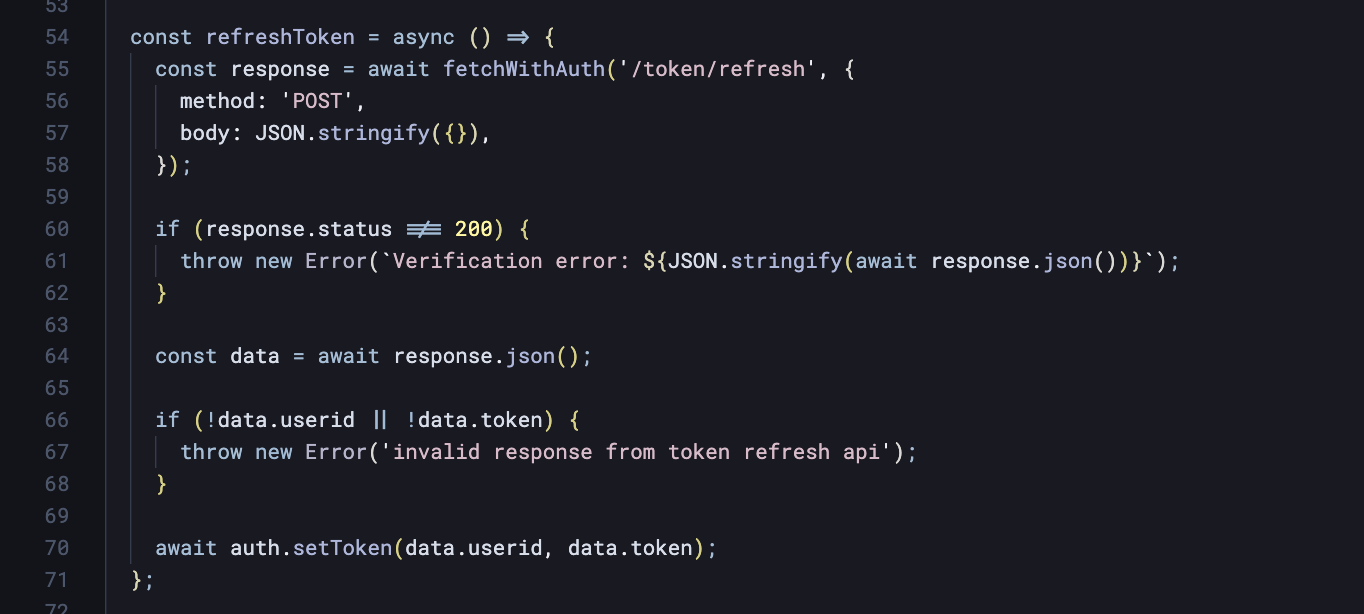 53
54 const refreshToken = async () => {
55 const response = await fetchWithAuth('/token/refresh', {
56 method: 'POST',
57 body: JSON.stringify({}),
58 });
59
60 if (response.status !== 200) {
61 throw new Error(`Verification error: ${JSON.stringify(await response.json())}`);
62 }
63
64 const data = await response.json();
65
66 if (!data.userid || !data.token) {
67 throw new Error('invalid response from token refresh api');
68 }
69
70 await auth.setToken(data.userid, data.token);
71 };
72